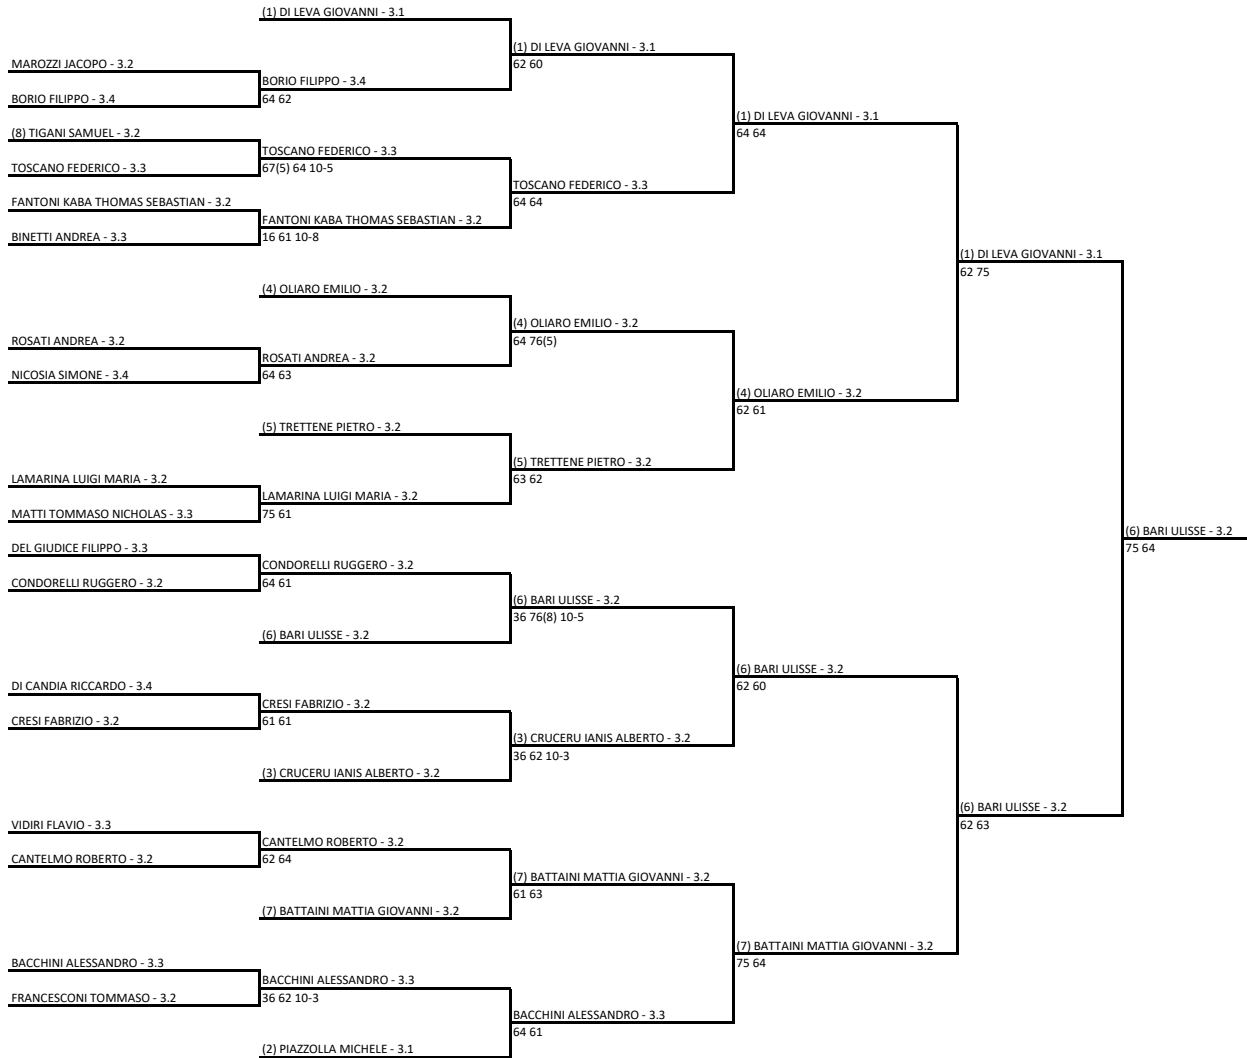 (1) DI LEVA GIOVANNI - 3.1
(1) DI LEVA GIOVANNI - 3.1
62 60
MAROZZI JACOPO - 3.2
BORIO FILIPPO - 3.4
64 62
BORIO FILIPPO - 3.4
(1) DI LEVA GIOVANNI - 3.1
64 64
(8) TIGANI SAMUEL - 3.2
TOSCANO FEDERICO - 3.3
67(5) 64 10-5
TOSCANO FEDERICO - 3.3
TOSCANO FEDERICO - 3.3
64 64
FANTONI KABA THOMAS SEBASTIAN - 3.2
FANTONI KABA THOMAS SEBASTIAN - 3.2
16 61 10-8
BINETTI ANDREA - 3.3
(1) DI LEVA GIOVANNI - 3.1
62 75
(4) OLIARO EMILIO - 3.2
(4) OLIARO EMILIO - 3.2
64 76(5)
ROSATI ANDREA - 3.2
ROSATI ANDREA - 3.2
64 63
NICOSIA SIMONE - 3.4
(4) OLIARO EMILIO - 3.2
62 61
(5) TRETTENE PIETRO - 3.2
(5) TRETTENE PIETRO - 3.2
63 62
LAMARINA LUIGI MARIA - 3.2
LAMARINA LUIGI MARIA - 3.2
75 61
MATTI TOMMASO NICHOLAS - 3.3
(6) BARI ULISSE - 3.2
75 64
DEL GIUDICE FILIPPO - 3.3
CONDORELLI RUGGERO - 3.2
64 61
CONDORELLI RUGGERO - 3.2
(6) BARI ULISSE - 3.2
36 76(8) 10-5
(6) BARI ULISSE - 3.2
(6) BARI ULISSE - 3.2
62 60
DI CANDIA RICCARDO - 3.4
CRESI FABRIZIO - 3.2
61 61
CRESI FABRIZIO - 3.2
(3) CRUCERU IANIS ALBERTO - 3.2
36 62 10-3
(3) CRUCERU IANIS ALBERTO - 3.2
(6) BARI ULISSE - 3.2
62 63
VIDIRI FLAVIO - 3.3
CANTELMO ROBERTO - 3.2
62 64
CANTELMO ROBERTO - 3.2
(7) BATTAINI MATTIA GIOVANNI - 3.2
61 63
(7) BATTAINI MATTIA GIOVANNI - 3.2
(7) BATTAINI MATTIA GIOVANNI - 3.2
75 64
BACCHINI ALESSANDRO - 3.3
BACCHINI ALESSANDRO - 3.3
36 62 10-3
FRANCESCONI TOMMASO - 3.2
BACCHINI ALESSANDRO - 3.3
64 61
(2) PIAZZOLLA MICHELE - 3.1